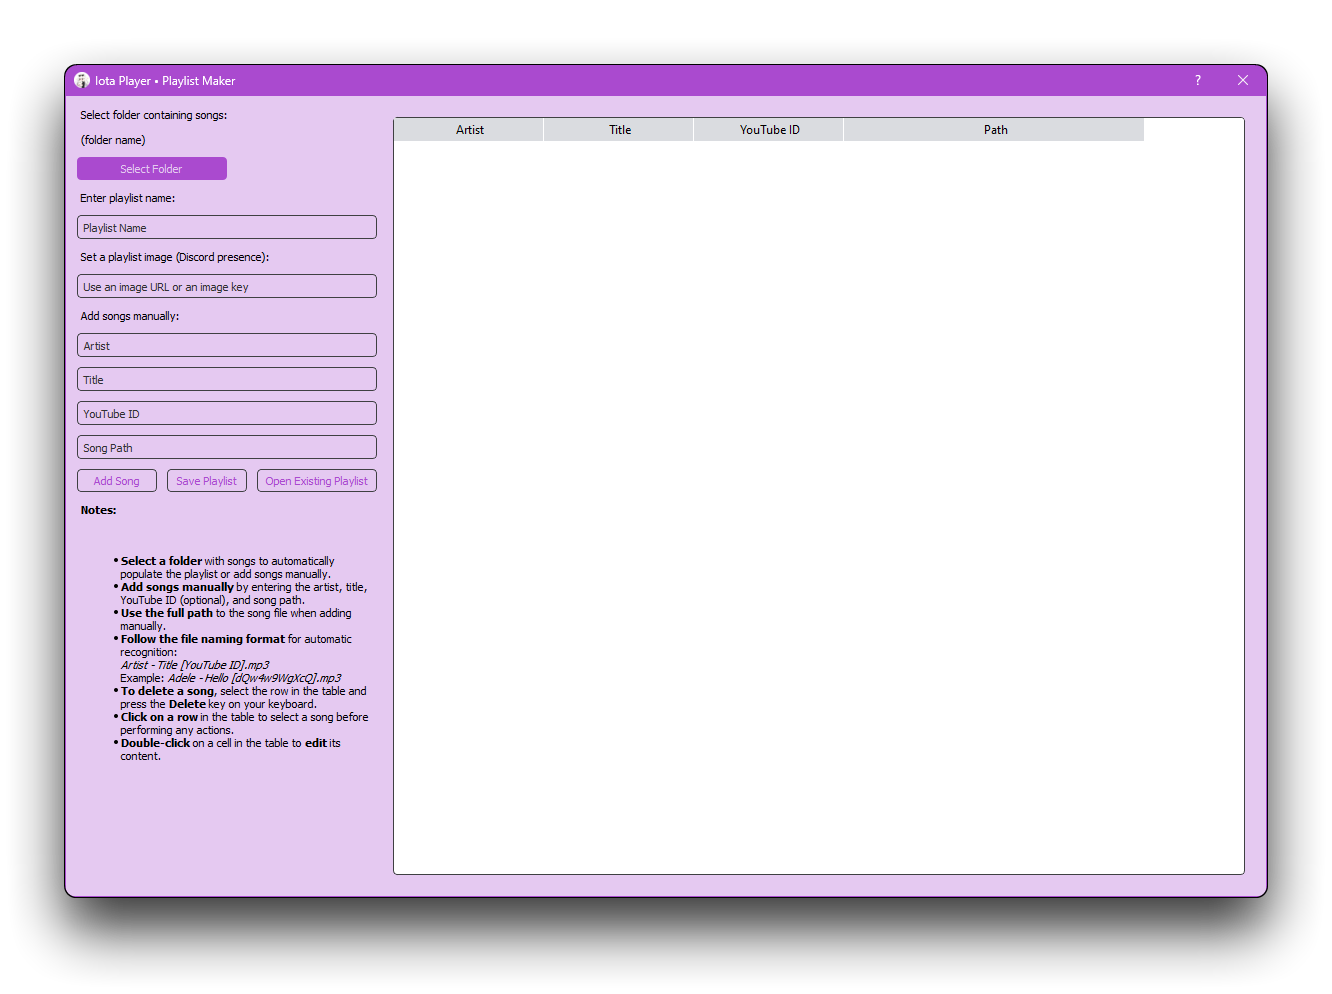 Iota Player • Playlist Maker
?
Select folder containing songs:
(folder name)
Select Folder
Enter playlist name:
Playlist Name
Set a playlist image (Discord presence):
Use an image URL or an image key
Add songs manually:
Artist
Title
YouTube ID
Song Path
Add Song
Save Playlist
Open Existing Playlist
Notes:
• Select a folder with songs to automatically
populate the playlist or add songs manually.
• Add songs manually by entering the artist, title,
YouTube ID (optional), and song path.
• Use the full path to the song file when adding
manually.
• Follow the file naming format for automatic
recognition:
Artist - Title [YouTube ID].mp3
Example: Adele - Hello [dQw4w9WgXcQ].mp3
• To delete a song, select the row in the table and
press the Delete key on your keyboard.
• Click on a row in the table to select a song before
performing any actions.
• Double-click on a cell in the table to edit its
content.
Artist
Title
YouTube ID
Path